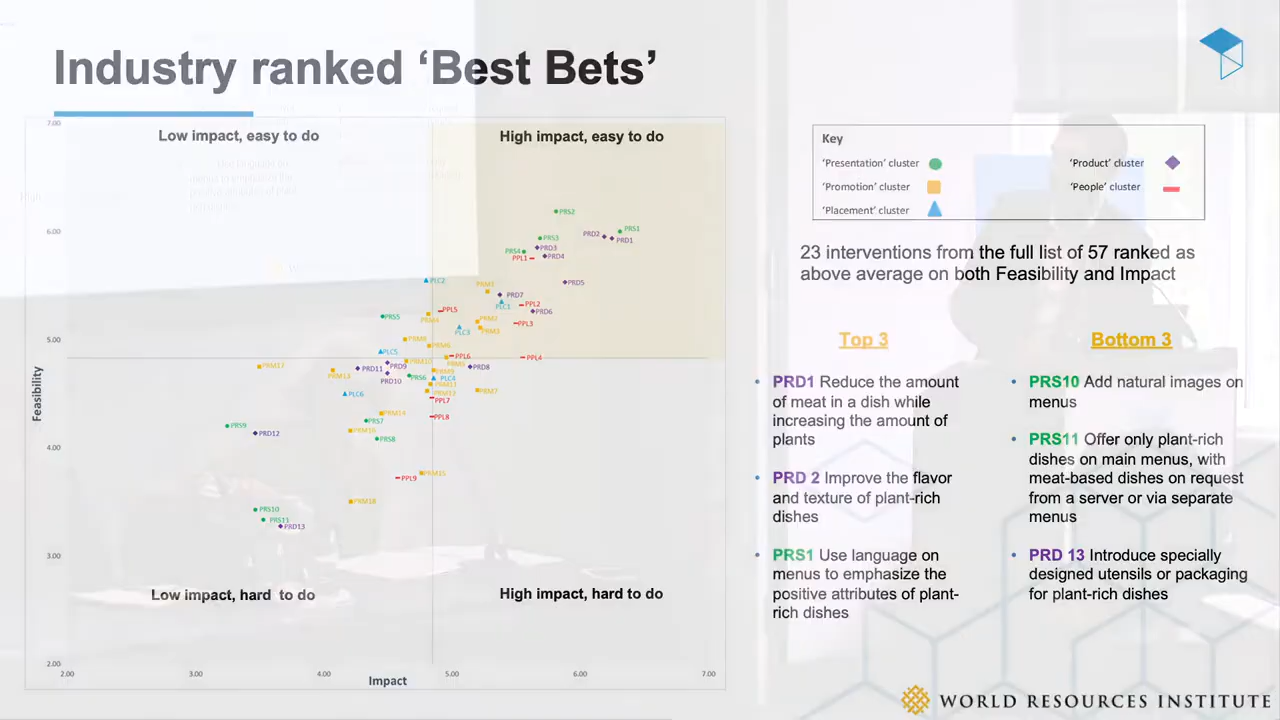 Industry ranked ‘Best Bets’
7.00
Low impact, easy to do
High impact, easy to do
Key
‘Presentation’ cluster
‘Product’ cluster
‘Promotion’ cluster
‘People’ cluster
‘Placement’ cluster
PRS2
6.00
PRS1
PRD2
PRD1
PRS3
PRD3
PRS4
PRD4
PPL1
23 interventions from the full list of 57 ranked as
above average on both Feasibility and Impact
PLC2
PRD5
PRD7
PLC1
PPL2
PPL5
PRD6
PRS5
PPL3
PLC3
5.00
Top 3
Bottom 3
PLC5
PPL6
PPL4
PRM10
PRD9
PRD11
PRD8
PRD10
PRS6
PLC4
PRM7
PLC6
PPL7
PRM14
PPL8
PRS7
PRS9
PRM16
PRD12
PRS8
4.00
PPL9
PRM15
PRM18
PRS10
PRS11
PRD13
3.00
Feasibility
Low impact, hard to do
High impact, hard to do
2.00
2.00
3.00
4.00
5.00
6.00
7.00
Impact
• PRD1 Reduce the amount
of meat in a dish while
increasing the amount of
plants
• PRD 2 Improve the flavor
and texture of plant-rich
dishes
• PRS1 Use language on
menus to emphasize the
positive attributes of plant-
rich dishes
• PRS10 Add natural images on
menus
• PRS11 Offer only plant-rich
dishes on main menus, with
meat-based dishes on request
from a server or via separate
menus
• PRD 13 Introduce specially
designed utensils or packaging
for plant-rich dishes
WORLD RESOURCES INSTITUTE